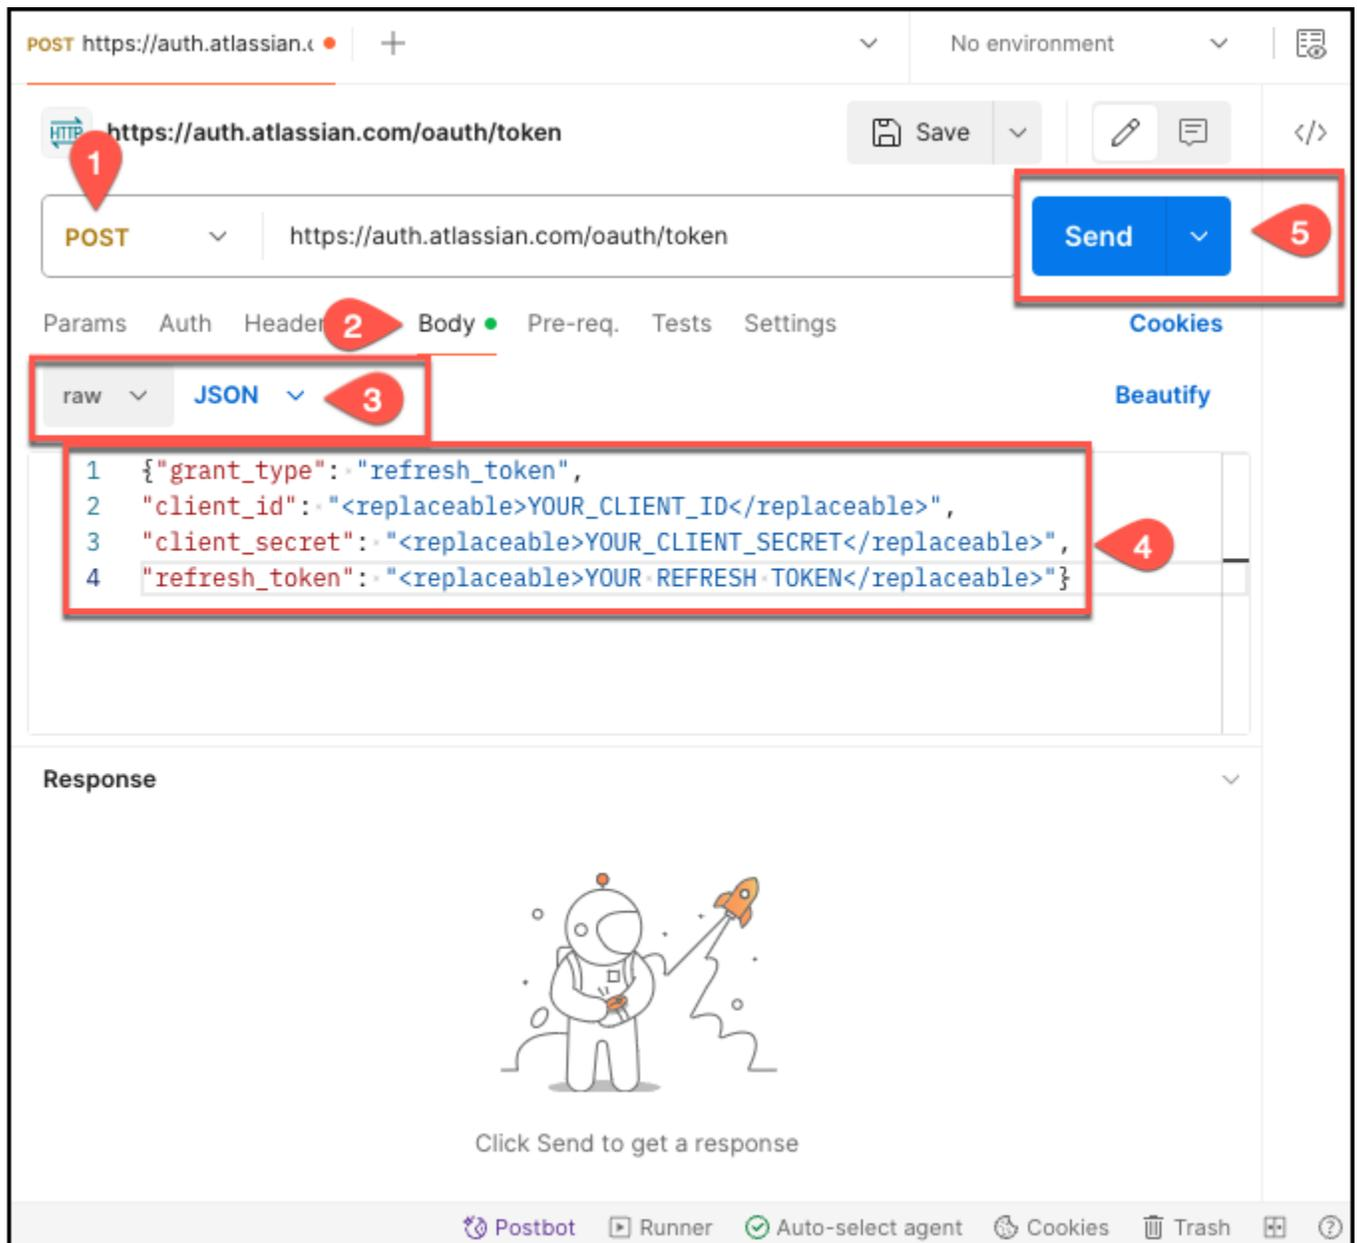 POST https://auth.atlassian.c
No environment
HTTP https://auth.atlassian.com/oauth/token
Save
</>
1
POST https://auth.atlassian.com/oauth/token
Send
5
Params Auth Header 2 Body Pre-req. Tests Settings Cookies
raw JSON 3 Beautify
1 {"grant_type": "refresh_token",
2 "client_id": "<replaceable>YOUR_CLIENT_ID</replaceable>",
3 "client_secret": "<replaceable>YOUR_CLIENT_SECRET</replaceable>",
4
4 "refresh_token": "<replaceable>YOUR REFRESH TOKEN</replaceable>"}
Response
Click Send to get a response
Postbot Runner Auto-select agent Cookies Trash